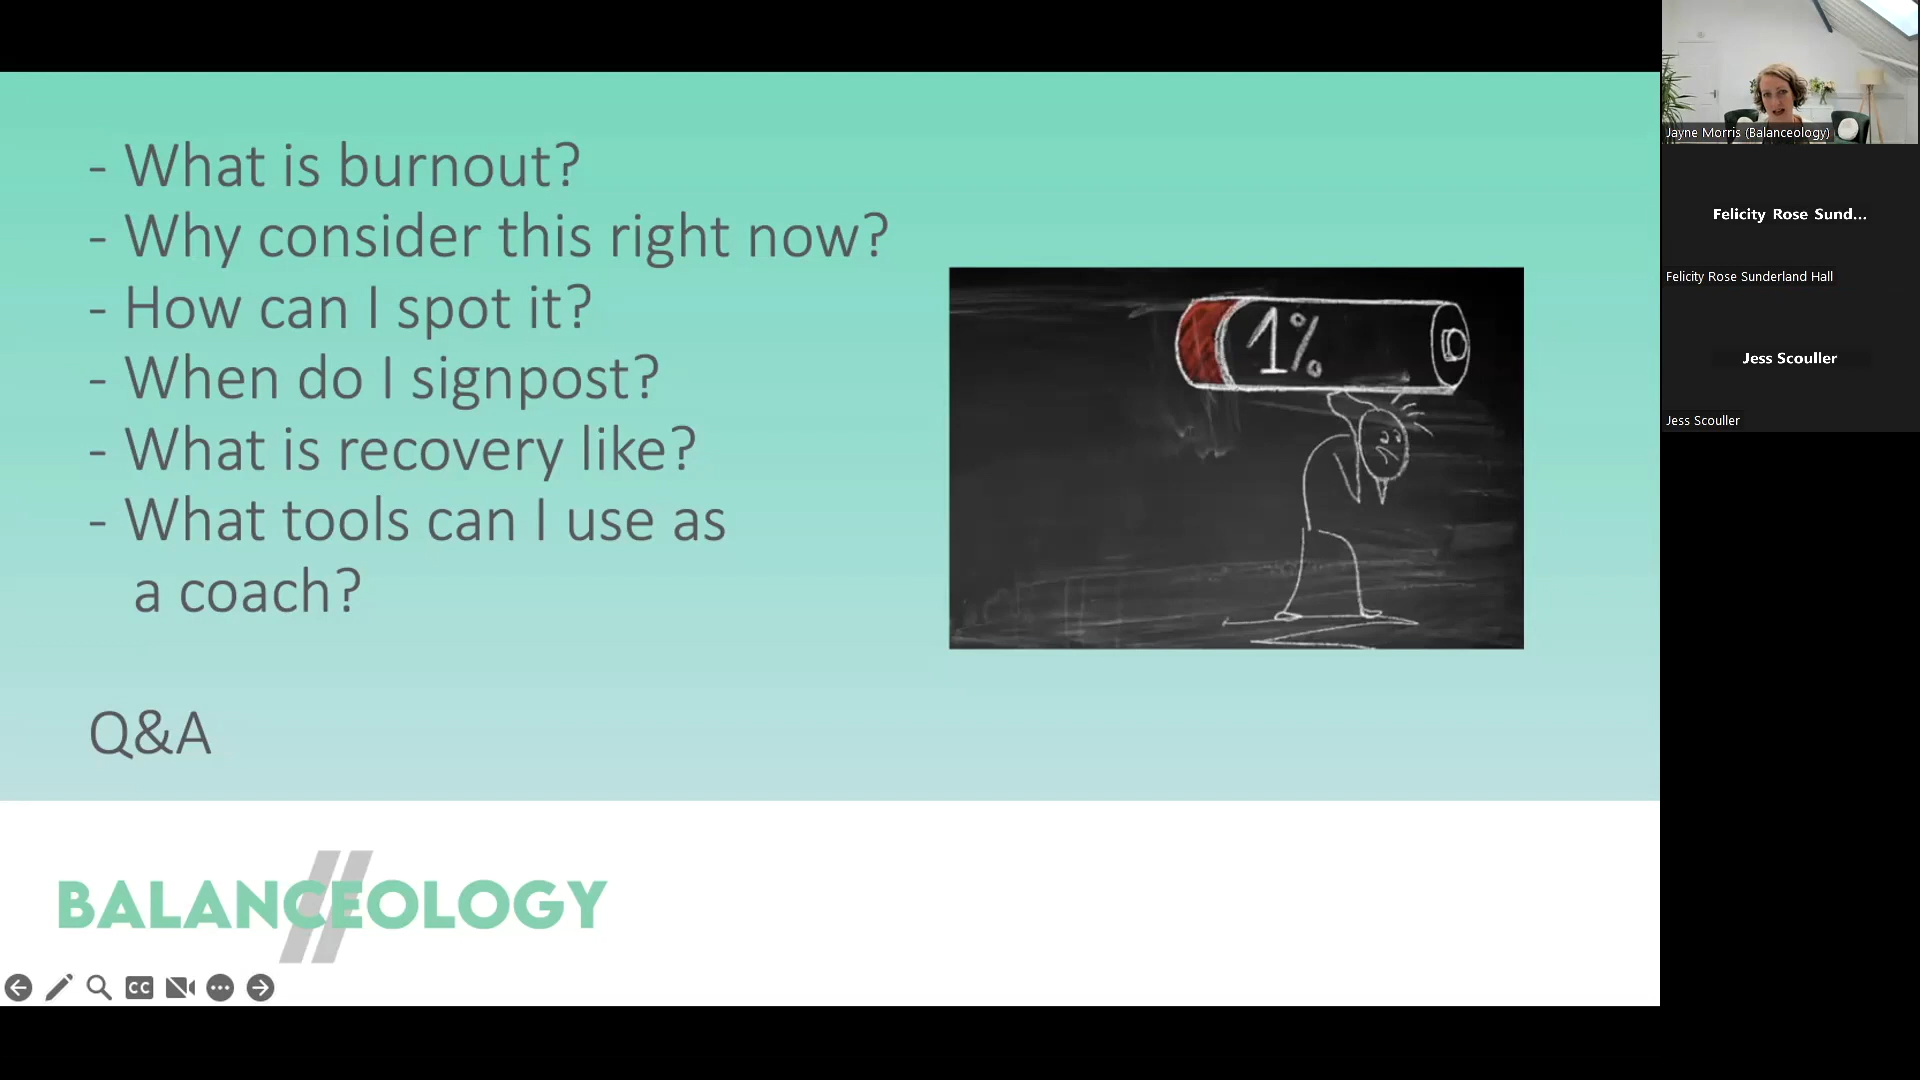 - What is burnout?
- Why consider this right now?
- How can I spot it?
- When do I signpost?
- What is recovery like?
- What tools can I use as
a coach?
Q&A
1%
BALANCEOLOGY
CC
Jayne Morris (Balanceology)
Felicity Rose Sund...
Felicity Rose Sunderland Hall
Jess Scouller
Jess Scouller